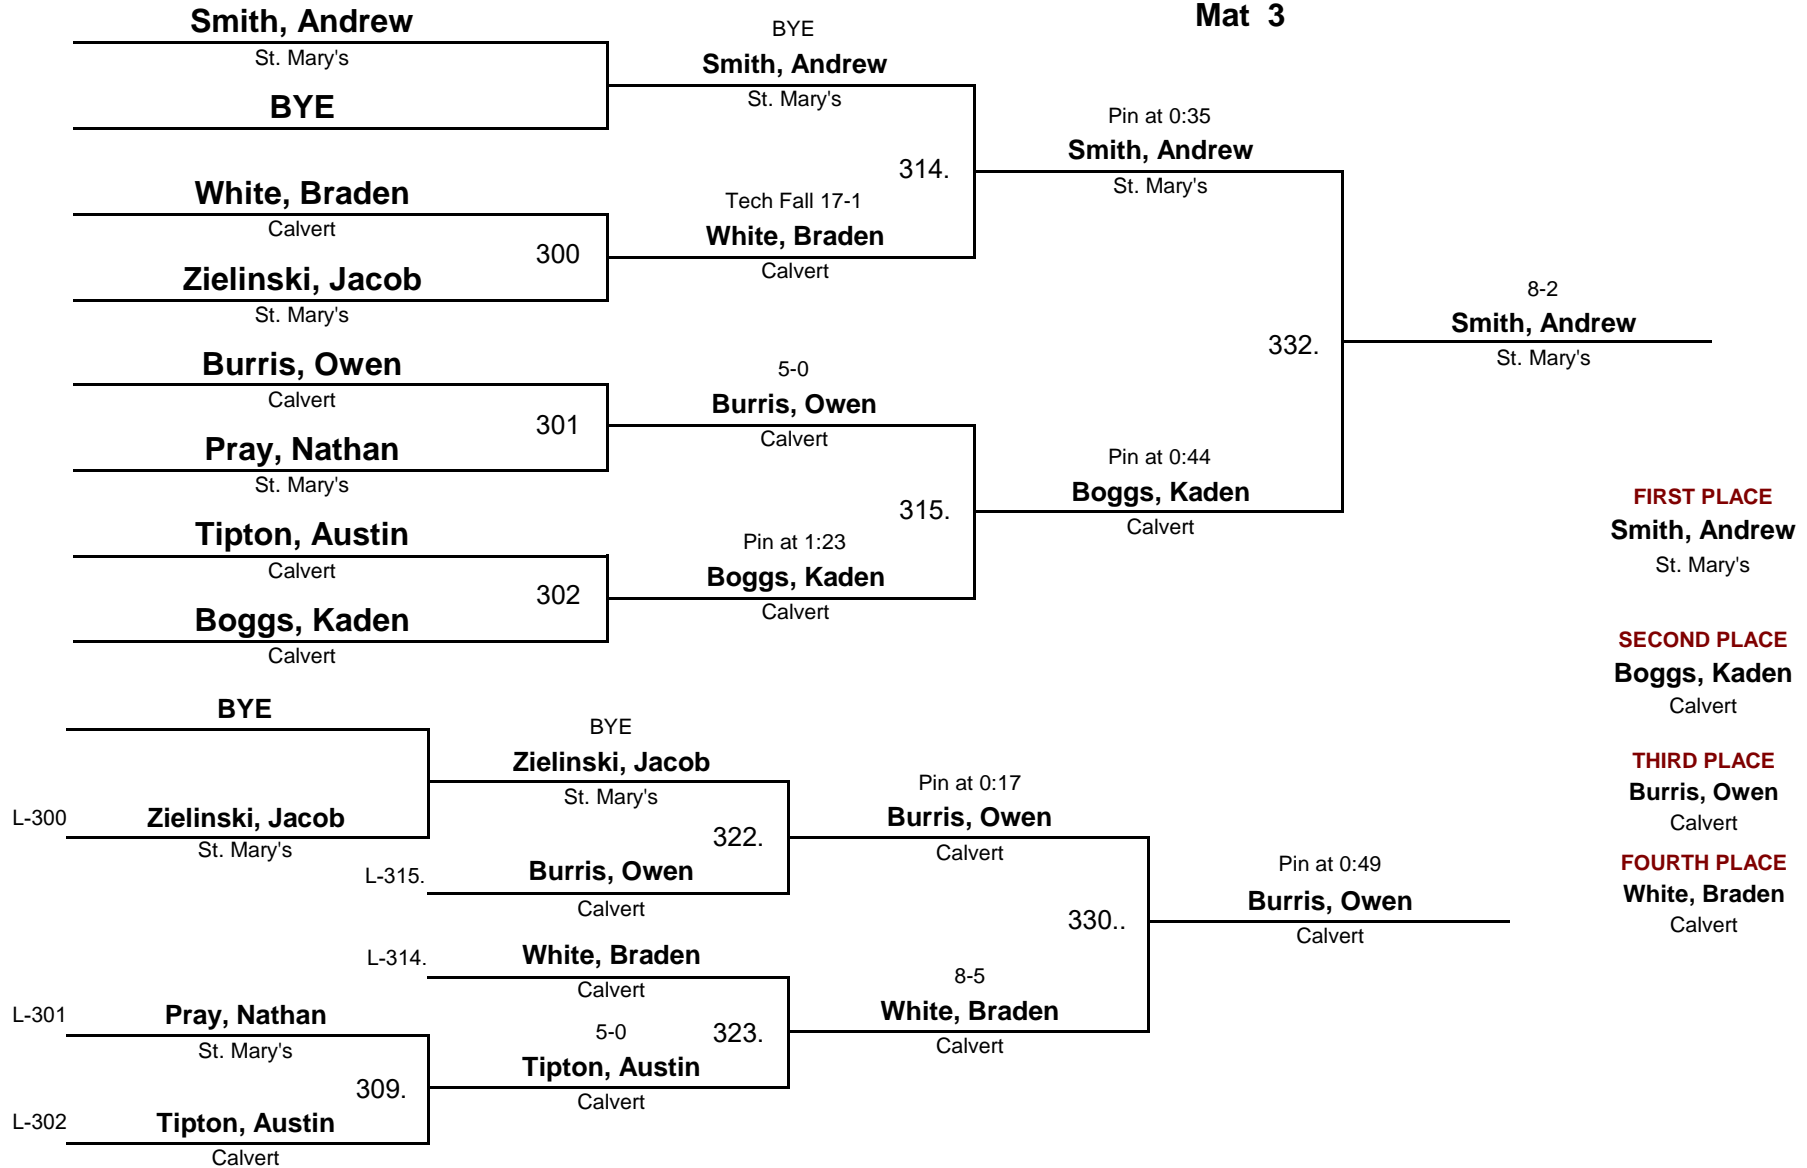 Mat 3
Smith, Andrew
St. Mary's
BYE
White, Braden
Calvert
300
Zielinski, Jacob
St. Mary's
Burris, Owen
Calvert
301
Pray, Nathan
St. Mary's
Tipton, Austin
Calvert
302
Boggs, Kaden
Calvert
BYE
Smith, Andrew
St. Mary's
314.
Tech Fall 17-1
White, Braden
Calvert
5-0
Burris, Owen
Calvert
315.
Pin at 1:23
Boggs, Kaden
Calvert
Pin at 0:35
Smith, Andrew
St. Mary's
332.
Pin at 0:44
Boggs, Kaden
Calvert
8-2
Smith, Andrew
St. Mary's
FIRST PLACE
Smith, Andrew
St. Mary's
SECOND PLACE
Boggs, Kaden
Calvert
THIRD PLACE
Burris, Owen
Calvert
FOURTH PLACE
White, Braden
Calvert
BYE
L-300
Zielinski, Jacob
St. Mary's
L-301
Pray, Nathan
St. Mary's
309.
L-302
Tipton, Austin
Calvert
BYE
Zielinski, Jacob
St. Mary's
322.
L-315.
Burris, Owen
Calvert
L-314.
White, Braden
Calvert
323.
5-0
Tipton, Austin
Calvert
Pin at 0:17
Burris, Owen
Calvert
330..
8-5
White, Braden
Calvert
Pin at 0:49
Burris, Owen
Calvert